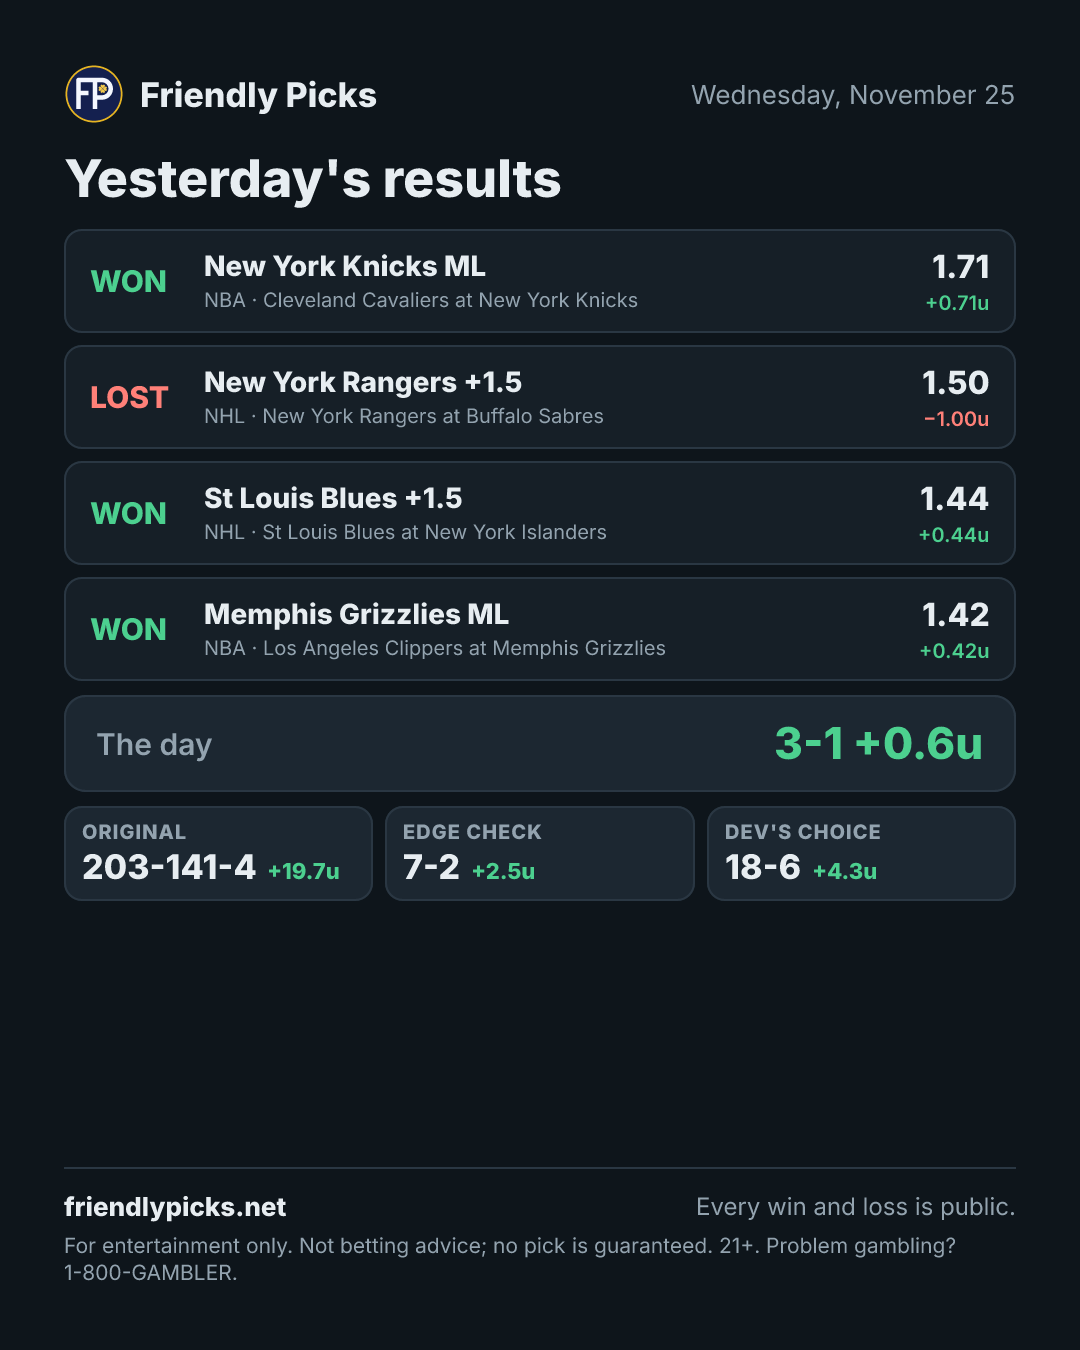 FP
Friendly Picks
Wednesday, November 25
Yesterday's results
WON
New York Knicks ML
1.71
NBA · Cleveland Cavaliers at New York Knicks
+0.71u
LOST
New York Rangers +1.5
1.50
NHL · New York Rangers at Buffalo Sabres
−1.00u
WON
St Louis Blues +1.5
1.44
NHL · St Louis Blues at New York Islanders
+0.44u
WON
Memphis Grizzlies ML
1.42
NBA · Los Angeles Clippers at Memphis Grizzlies
+0.42u
The day
3-1 +0.6u
ORIGINAL
203-141-4 +19.7u
EDGE CHECK
7-2 +2.5u
DEV'S CHOICE
18-6 +4.3u
friendlypicks.net
Every win and loss is public.
For entertainment only. Not betting advice; no pick is guaranteed. 21+. Problem gambling?
1-800-GAMBLER.